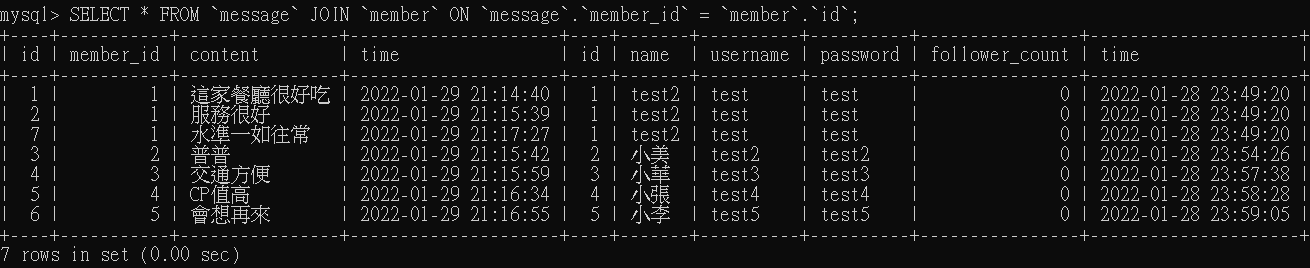 mysql> SELECT * FROM `message` JOIN `member` ON `message`.`member_id` = `member`.`id`;
+----+-----------+------------------+---------------------+----+-------+----------+----------+----------------+---------------------+
| id | member_id | content | time | id | name | username | password | follower_count | time |
+----+-----------+------------------+---------------------+----+-------+----------+----------+----------------+---------------------+
| 1 | 1 | 這家餐廳很好吃 | 2022-01-29 21:14:40 | 1 | test2 | test | test | 0 | 2022-01-28 23:49:20 |
| 2 | 1 | 服務很好 | 2022-01-29 21:15:39 | 1 | test2 | test | test | 0 | 2022-01-28 23:49:20 |
| 7 | 1 | 水準一如往常 | 2022-01-29 21:17:27 | 1 | test2 | test | test | 0 | 2022-01-28 23:49:20 |
| 3 | 2 | 普普 | 2022-01-29 21:15:42 | 2 | 小美 | test2 | test2 | 0 | 2022-01-28 23:54:26 |
| 4 | 3 | 交通方便 | 2022-01-29 21:15:59 | 3 | 小華 | test3 | test3 | 0 | 2022-01-28 23:57:38 |
| 5 | 4 | CP值高 | 2022-01-29 21:16:34 | 4 | 小張 | test4 | test4 | 0 | 2022-01-28 23:58:28 |
| 6 | 5 | 會想再來 | 2022-01-29 21:16:55 | 5 | 小李 | test5 | test5 | 0 | 2022-01-28 23:59:05 |
+----+-----------+------------------+---------------------+----+-------+----------+----------+----------------+---------------------+
7 rows in set (0.00 sec)